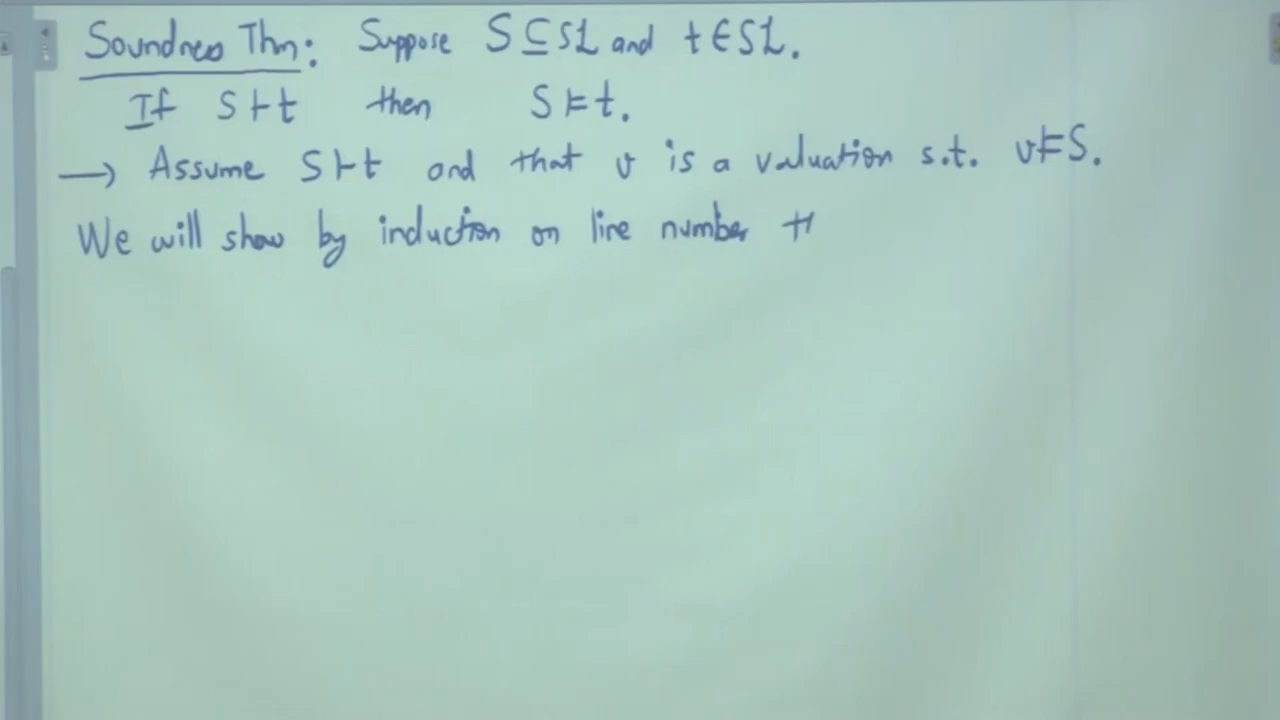 Soundness Thm: Suppose S ⊆ SL and t ∈ SL.
If S ⊢ t then S ⊨ t.
→ Assume S ⊢ t and that v is a valuation s.t. v ⊨ S.
We will show by induction on line number